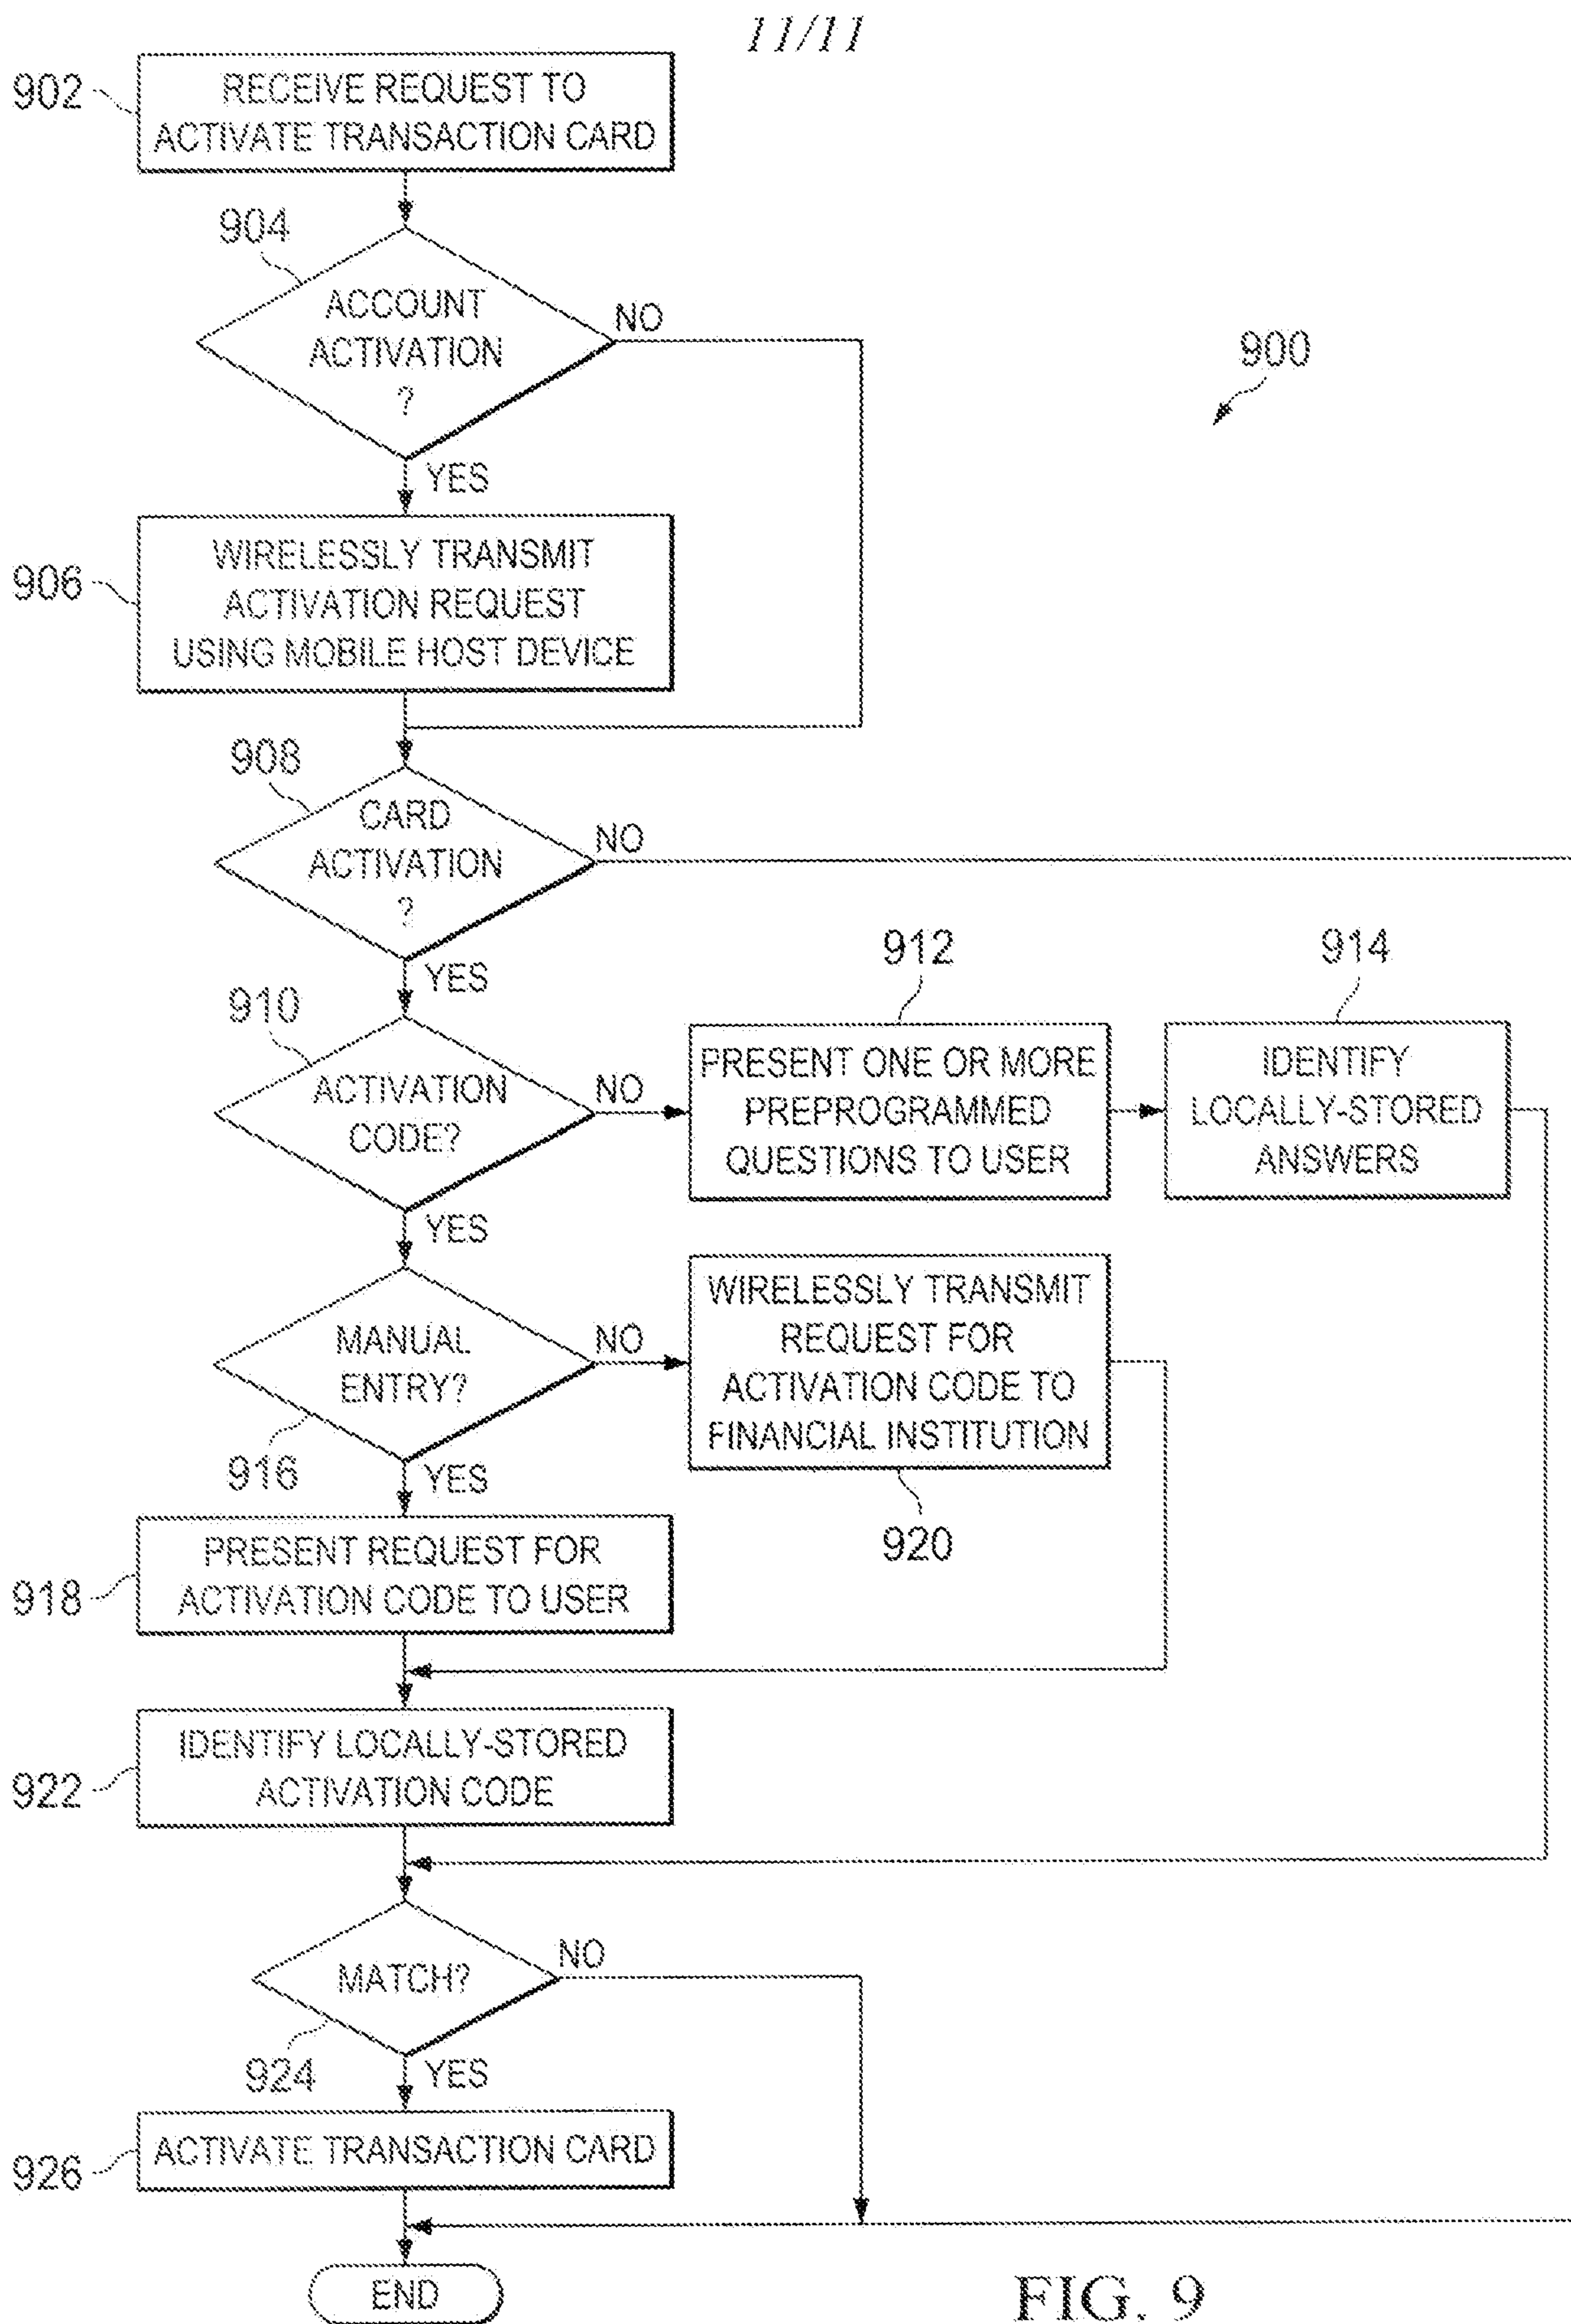 11/11
902
RECEIVE REQUEST TO
ACTIVATE TRANSACTION CARD
904
ACCOUNT
ACTIVATION
?
NO
YES
900
906
WIRELESSLY TRANSMIT
ACTIVATION REQUEST
USING MOBILE HOST DEVICE
908
CARD
ACTIVATION
?
NO
YES
910
ACTIVATION
CODE?
NO
YES
912
PRESENT ONE OR MORE
PREPROGRAMMED
QUESTIONS TO USER
914
IDENTIFY
LOCALLY-STORED
ANSWERS
MANUAL
ENTRY?
916
NO
YES
WIRELESSLY TRANSMIT
REQUEST FOR
ACTIVATION CODE TO
FINANCIAL INSTITUTION
920
918
PRESENT REQUEST FOR
ACTIVATION CODE TO USER
922
IDENTIFY LOCALLY-STORED
ACTIVATION CODE
MATCH?
NO
924
YES
926
ACTIVATE TRANSACTION CARD
END
FIG. 9